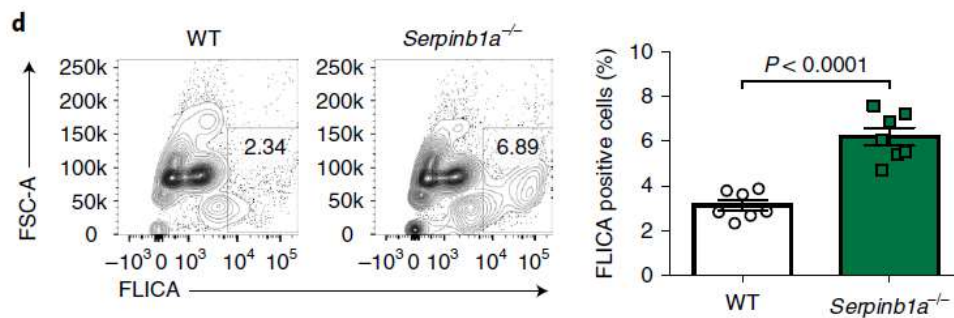 d
WT
Serpinb1a−/−
250k
200k
150k
100k
50k
0
2.34
−10³ 0 10³ 10⁴ 10⁵
250k
200k
150k
100k
50k
0
6.89
−10³ 0 10³ 10⁴ 10⁵
FSC-A
FLICA
FLICA positive cells (%)
10
8
6
4
2
0
P < 0.0001
WT
Serpinb1a−/−